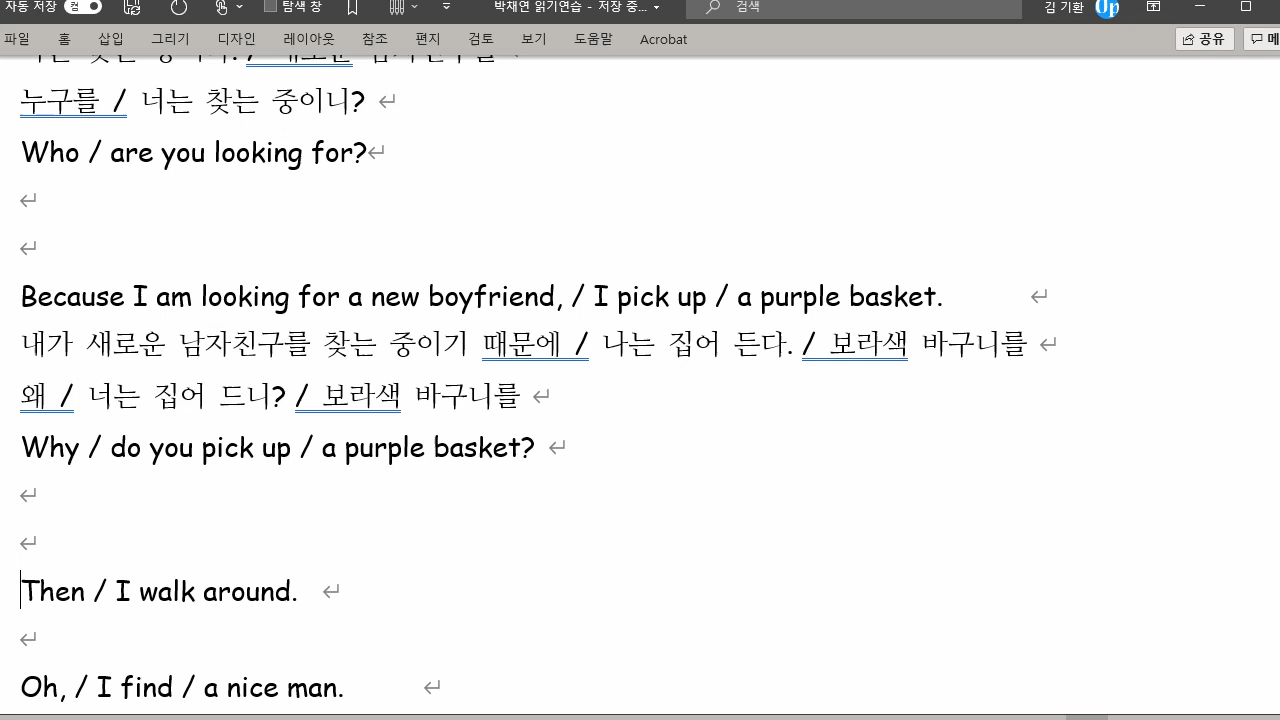 자동 저장 켬 탐색 창 박채연 읽기연습 - 저장 중... 검색 김 기환
파일 홈 삽입 그리기 디자인 레이아웃 참조 편지 검토 보기 도움말 Acrobat 공유 메
누구를 / 너는 찾는 중이니?
Who / are you looking for?
Because I am looking for a new boyfriend, / I pick up / a purple basket.
내가 새로운 남자친구를 찾는 중이기 때문에 / 나는 집어 든다. / 보라색 바구니를
왜 / 너는 집어 드니? / 보라색 바구니를
Why / do you pick up / a purple basket?
Then / I walk around.
Oh, / I find / a nice man.